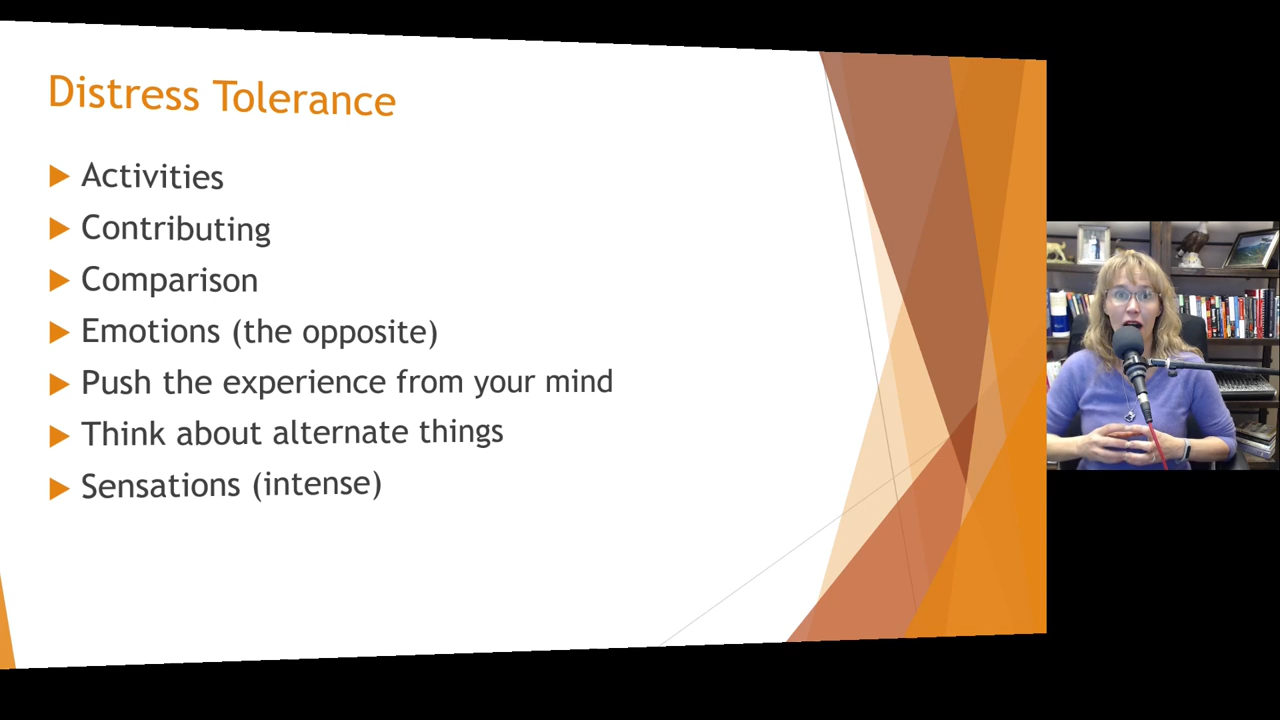 Distress Tolerance
Activities
Contributing
Comparison
Emotions (the opposite)
Push the experience from your mind
Think about alternate things
Sensations (intense)